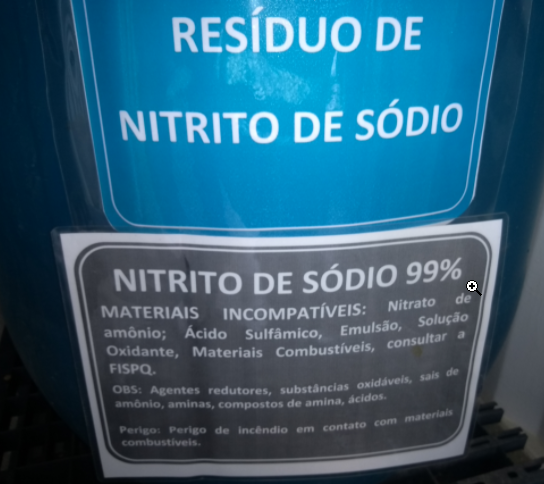 RESÍDUO DE
NITRITO DE SÓDIO
NITRITO DE SÓDIO 99%
MATERIAIS INCOMPATÍVEIS: Nitrato de
amônio; Ácido Sulfâmico, Emulsão, Solução
Oxidante, Materiais Combustíveis, consultar a
FISPQ.
OBS: Agentes redutores, substâncias oxidáveis, sais de
amônio, aminas, compostos de amina, ácidos.
Perigo: Perigo de incêndio em contato com materiais
combustíveis.